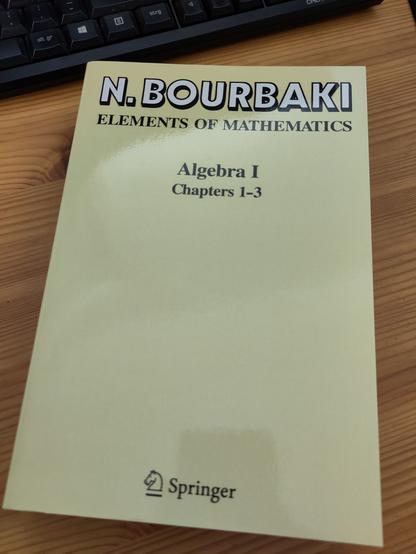 N. BOURBAKI
ELEMENTS OF MATHEMATICS
Algebra I
Chapters 1–3
Springer